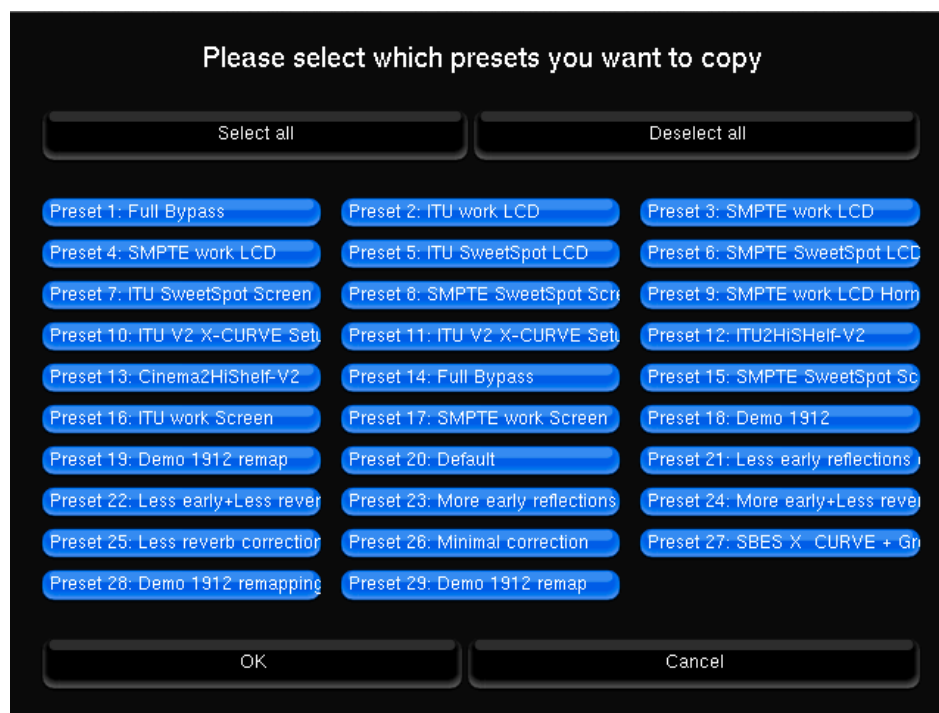 Please select which presets you want to copy
Select all
Deselect all
Preset 1: Full Bypass
Preset 2: ITU work LCD
Preset 3: SMPTE work LCD
Preset 4: SMPTE work LCD
Preset 5: ITU SweetSpot LCD
Preset 6: SMPTE SweetSpot LCD
Preset 7: ITU SweetSpot Screen
Preset 8: SMPTE SweetSpot Scre
Preset 9: SMPTE work LCD Horn
Preset 10: ITU V2 X-CURVE Setu
Preset 11: ITU V2 X-CURVE Setu
Preset 12: ITU2HiSHelf-V2
Preset 13: Cinema2HiShelf-V2
Preset 14: Full Bypass
Preset 15: SMPTE SweetSpot Sc
Preset 16: ITU work Screen
Preset 17: SMPTE work Screen
Preset 18: Demo 1912
Preset 19: Demo 1912 remap
Preset 20: Default
Preset 21: Less early reflections
Preset 22: Less early+Less rever
Preset 23: More early reflections
Preset 24: More early+Less rever
Preset 25: Less reverb correction
Preset 26: Minimal correction
Preset 27: SBES X CURVE + Gr
Preset 28: Demo 1912 remapping
Preset 29: Demo 1912 remap
OK
Cancel